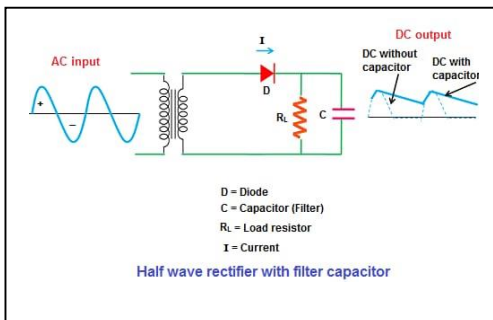 AC input
+
–
I
D
RL
C
DC output
DC without
capacitor
DC with
capacitor
D = Diode
C = Capacitor (Filter)
RL = Load resistor
I = Current
Half wave rectifier with filter capacitor